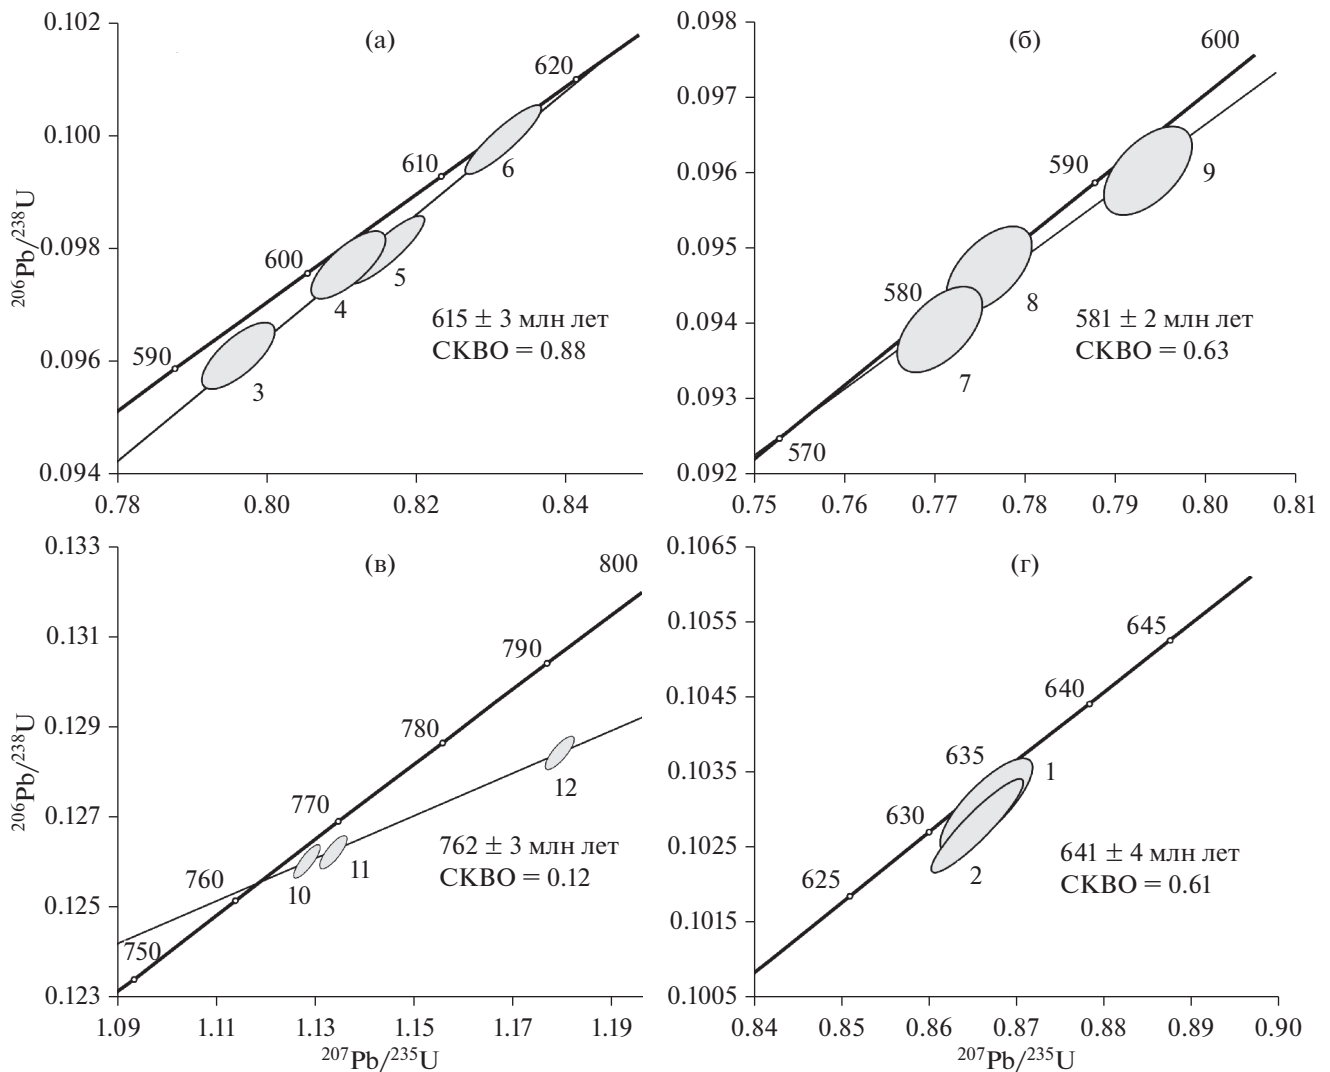 (а)
0.102
0.100
0.098
0.096
0.094
²⁰⁶Pb/²³⁸U
620
610
600
590
6
5
4
3
615 ± 3 млн лет
СКВО = 0.88
0.78 0.80 0.82 0.84
(б)
0.098
0.097
0.096
0.095
0.094
0.093
0.092
600
590
580
570
9
8
7
581 ± 2 млн лет
СКВО = 0.63
0.75 0.76 0.77 0.78 0.79 0.80 0.81
(в)
0.133
0.131
0.129
0.127
0.125
0.123
²⁰⁶Pb/²³⁸U
800
790
780
770
760
750
12
11
10
762 ± 3 млн лет
СКВО = 0.12
1.09 1.11 1.13 1.15 1.17 1.19
²⁰⁷Pb/²³⁵U
(г)
0.1065
0.1055
0.1045
0.1035
0.1025
0.1015
0.1005
645
640
635
630
625
1
2
641 ± 4 млн лет
СКВО = 0.61
0.84 0.85 0.86 0.87 0.88 0.89 0.90
²⁰⁷Pb/²³⁵U